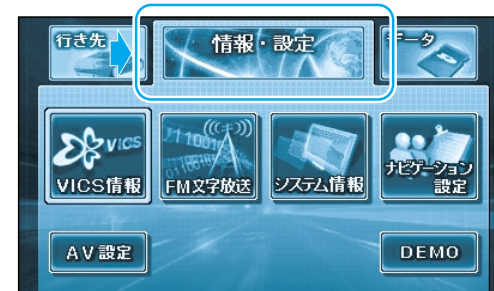 行き先
情報・設定
データ
VICS
VICS情報
FM文字放送
システム情報
ナビゲーション
設定
AV設定
DEMO